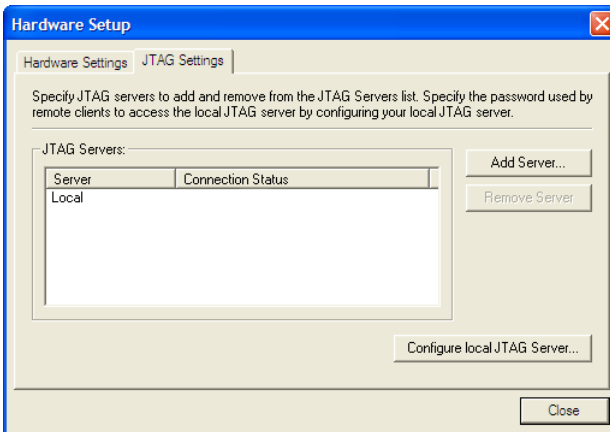 Hardware Setup
Hardware Settings
JTAG Settings
Specify JTAG servers to add and remove from the JTAG Servers list. Specify the password used by
remote clients to access the local JTAG server by configuring your local JTAG server.
JTAG Servers:
Server
Connection Status
Local
Add Server...
Remove Server
Configure local JTAG Server...
Close